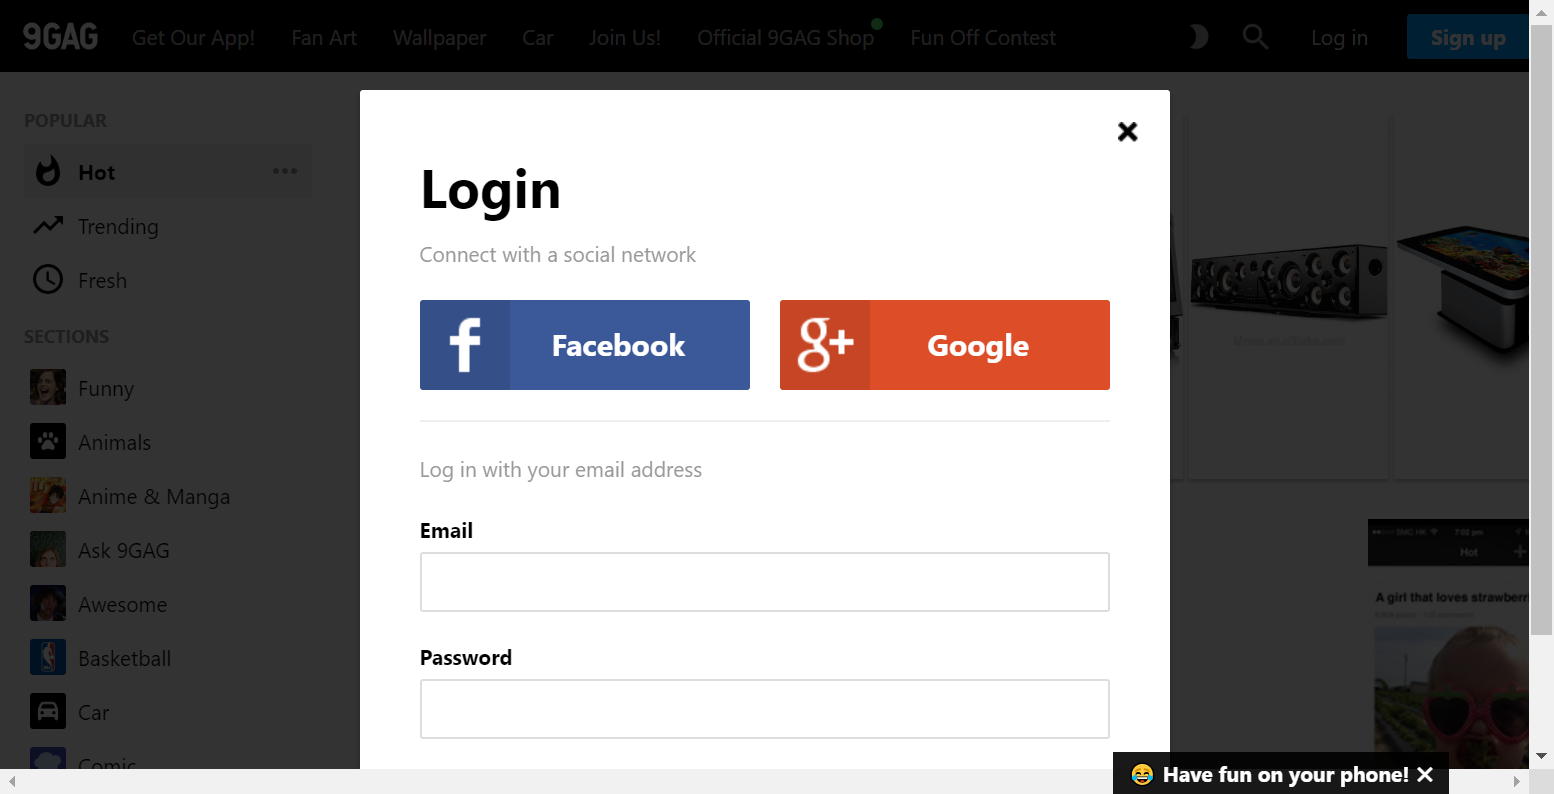 9GAG
Get Our App!
Fan Art
Wallpaper
Car
Join Us!
Official 9GAG Shop
Fun Off Contest
Log in
Sign up
POPULAR
Hot
Trending
Fresh
SECTIONS
Funny
Animals
Anime & Manga
Ask 9GAG
Awesome
Basketball
Car
Comic
Login
Connect with a social network
f Facebook
g+ Google
Log in with your email address
Email
Password
7:02 pm
Hot
A girl that loves
😂 Have fun on your phone! ✕